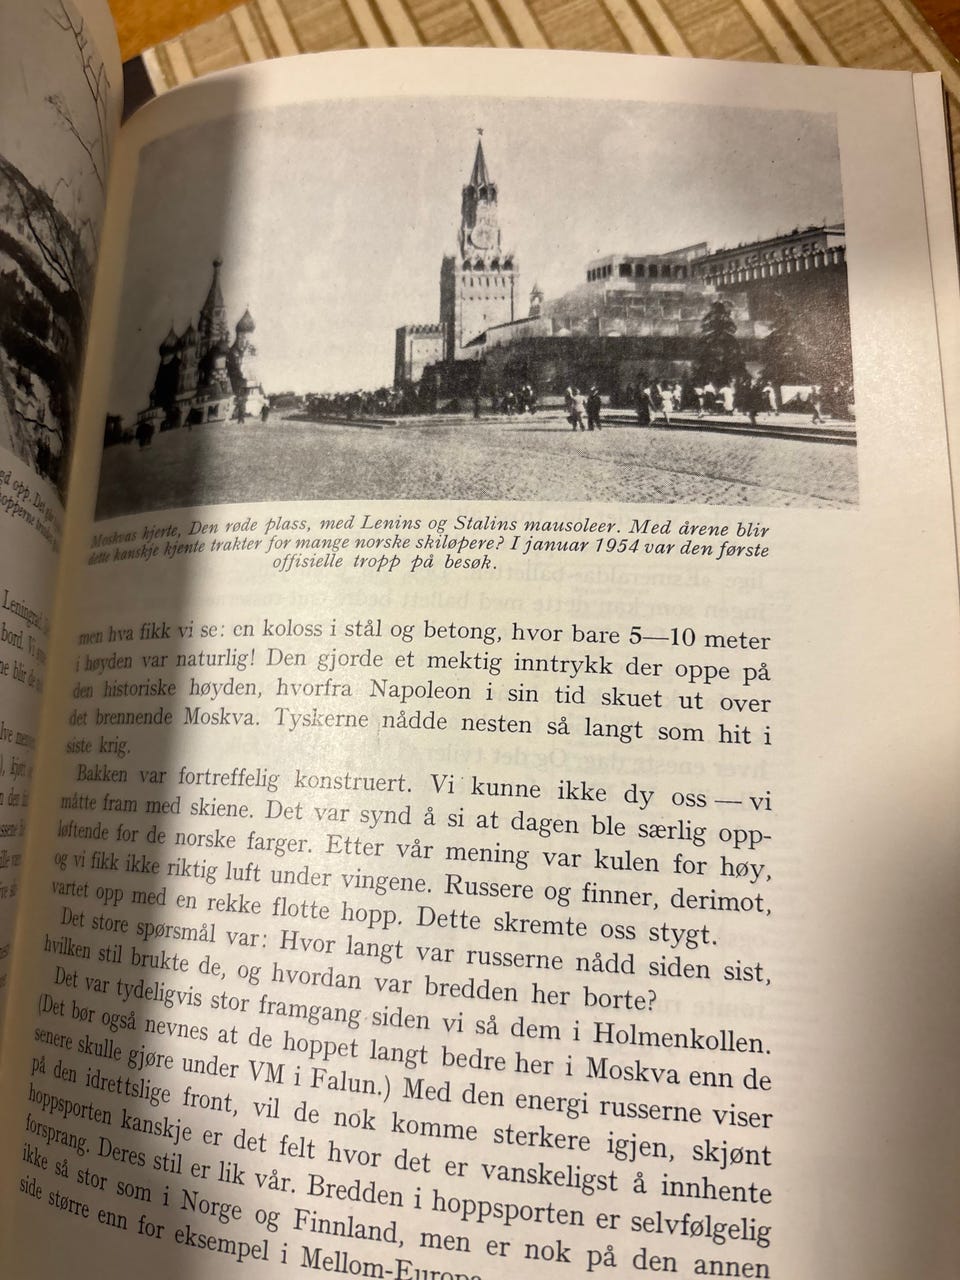 Moskvas hjerte, Den røde plass, med Lenins og Stalins mausoleer. Med årene blir
dette kanskje kjente trakter for mange norske skiløpere? I januar 1954 var den første
offisielle tropp på besøk.
men hva fikk vi se: en koloss i stål og betong, hvor bare 5—10 meter
i høyden var naturlig! Den gjorde et mektig inntrykk der oppe på
den historiske høyden, hvorfra Napoleon i sin tid skuet ut over
det brennende Moskva. Tyskerne nådde nesten så langt som hit i
siste krig.
Bakken var fortreffelig konstruert. Vi kunne ikke dy oss — vi
måtte fram med skiene. Det var synd å si at dagen ble særlig opp-
løftende for de norske farger. Etter vår mening var kulen for høy,
og vi fikk ikke riktig luft under vingene. Russere og finner, derimot,
vartet opp med en rekke flotte hopp. Dette skremte oss stygt.
Det store spørsmål var: Hvor langt var russerne nådd siden sist,
hvilken stil brukte de, og hvordan var bredden her borte?
Det var tydeligvis stor framgang siden vi så dem i Holmenkollen.
(Det bør også nevnes at de hoppet langt bedre her i Moskva enn de
senere skulle gjøre under VM i Falun.) Med den energi russerne viser
på den idrettslige front, vil de nok komme sterkere igjen, skjønt
hoppsporten kanskje er det felt hvor det er vanskeligst å innhente
forsprang. Deres stil er lik vår. Bredden i hoppsporten er selvfølgelig
ikke så stor som i Norge og Finnland, men er nok på den annen
side større enn for eksempel i Mellom-Europa
Leningrad
bord.